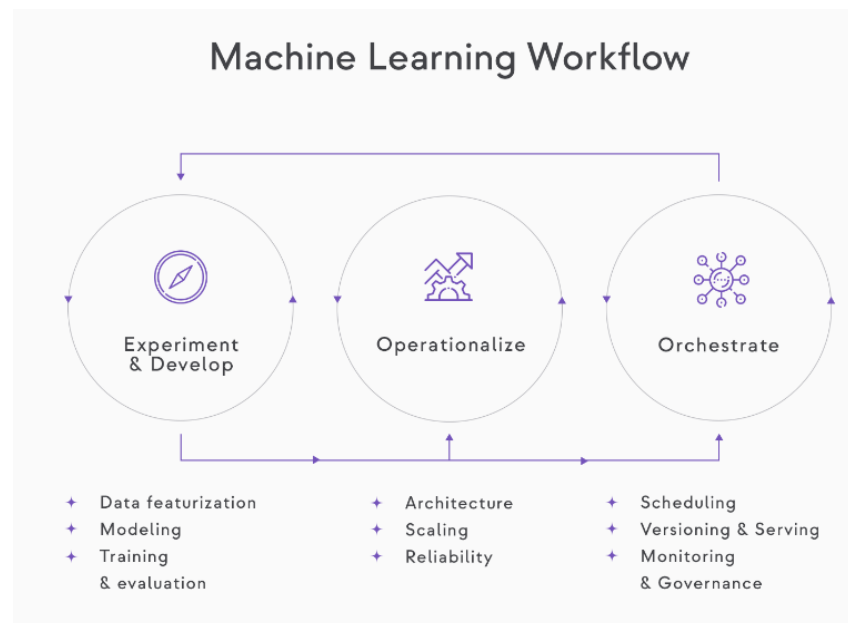 Machine Learning Workflow
Experiment
& Develop
Operationalize
Orchestrate
Data featurization
Modeling
Training
& evaluation
Architecture
Scaling
Reliability
Scheduling
Versioning & Serving
Monitoring
& Governance